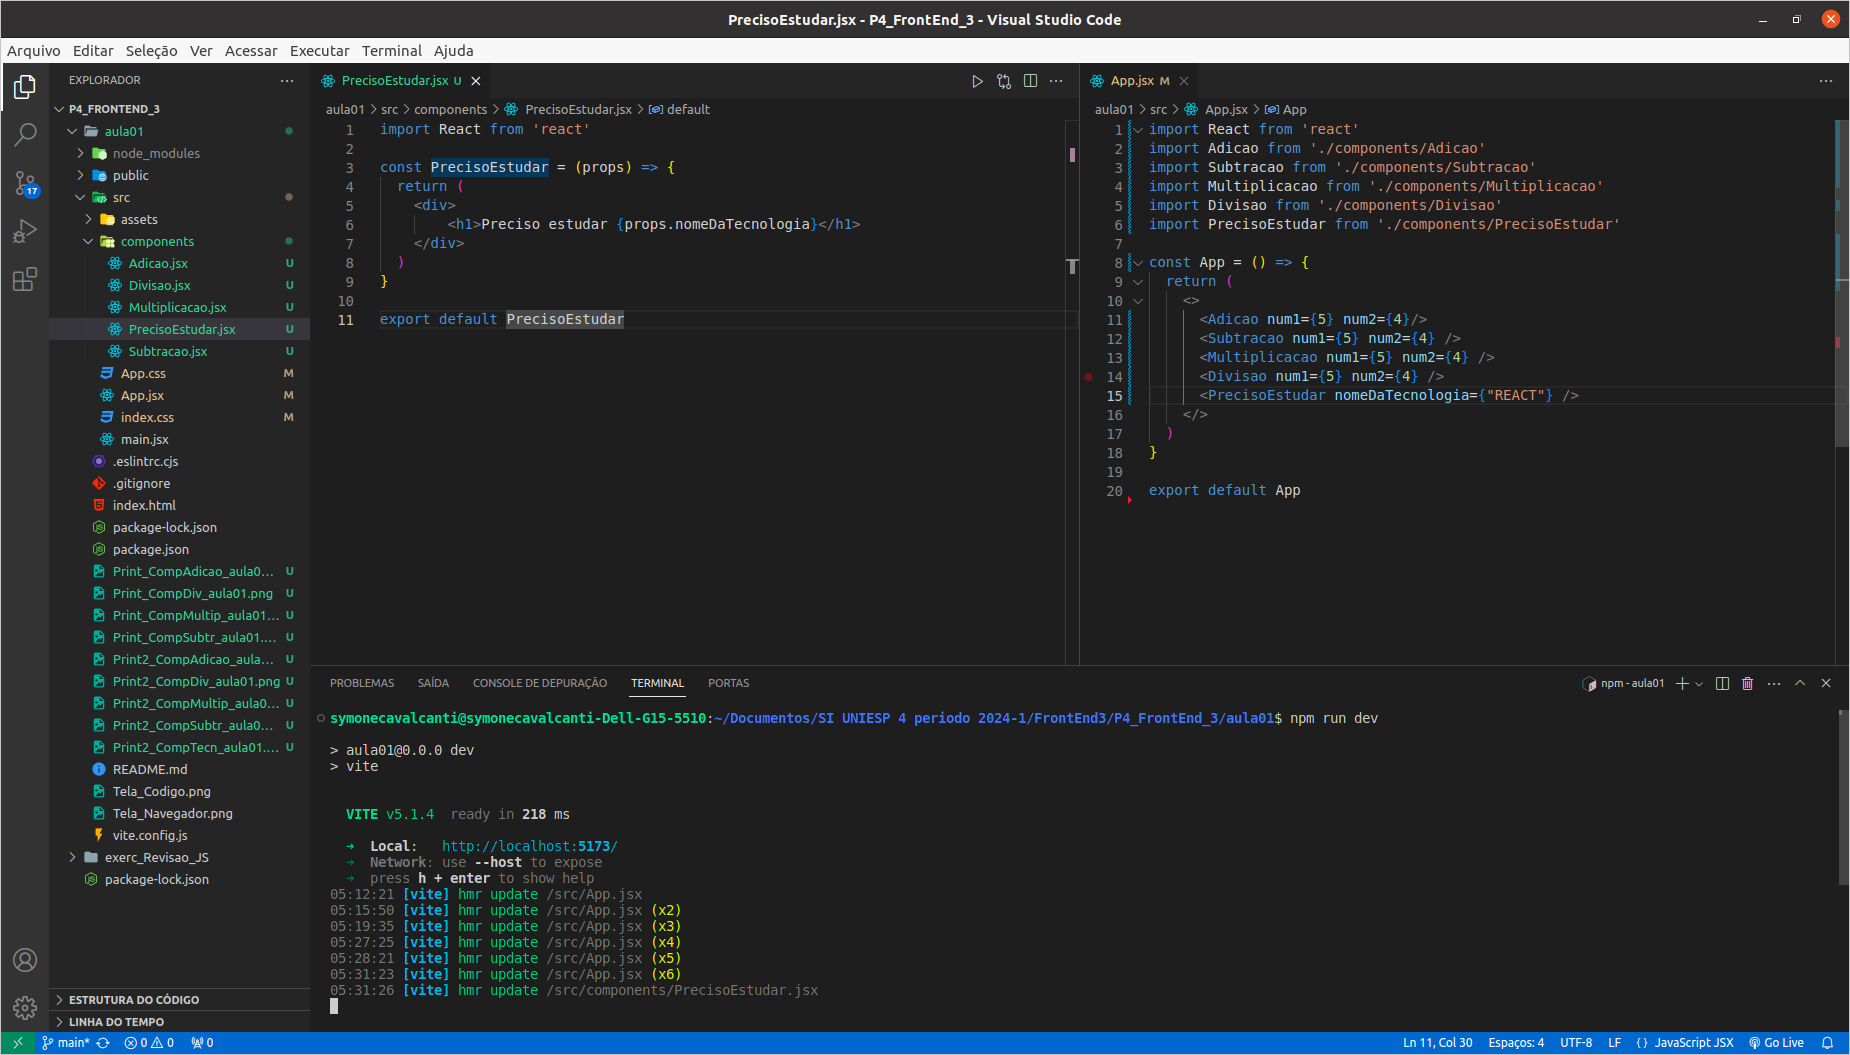 PrecisoEstudar.jsx - P4_FrontEnd_3 - Visual Studio Code
Arquivo Editar Seleção Ver Acessar Executar Terminal Ajuda
EXPLORADOR
P4_FRONTEND_3
aula01
node_modules
public
src
assets
components
Adicao.jsx U
Divisao.jsx U
Multiplicacao.jsx U
PrecisoEstudar.jsx U
Subtracao.jsx U
App.css M
App.jsx M
index.css M
main.jsx
.eslintrc.cjs
.gitignore
index.html
package-lock.json
package.json
Print_CompAdicao_aula0... U
Print_CompDiv_aula01.png U
Print_CompMultip_aula01... U
Print_CompSubtr_aula01.... U
Print2_CompAdicao_aula... U
Print2_CompDiv_aula01.png U
Print2_CompMultip_aula0... U
Print2_CompSubtr_aula0... U
Print2_CompTecn_aula01.... U
README.md
Tela_Codigo.png
Tela_Navegador.png
vite.config.js
exerc_Revisao_JS
package-lock.json
ESTRUTURA DO CÓDIGO
LINHA DO TEMPO
17
PrecisoEstudar.jsx U
aula01 > src > components > PrecisoEstudar.jsx > default
1 import React from 'react'
2
3 const PrecisoEstudar = (props) => {
4 return (
5 <div>
6 <h1>Preciso estudar {props.nomeDaTecnologia}</h1>
7 </div>
8 )
9 }
10
11 export default PrecisoEstudar
App.jsx M
aula01 > src > App.jsx > App
1 import React from 'react'
2 import Adicao from './components/Adicao'
3 import Subtracao from './components/Subtracao'
4 import Multiplicacao from './components/Multiplicacao'
5 import Divisao from './components/Divisao'
6 import PrecisoEstudar from './components/PrecisoEstudar'
7
8 const App = () => {
9 return (
10 <>
11 <Adicao num1={5} num2={4}/>
12 <Subtracao num1={5} num2={4} />
13 <Multiplicacao num1={5} num2={4} />
14 <Divisao num1={5} num2={4} />
15 <PrecisoEstudar nomeDaTecnologia={"REACT"} />
16 </>
17 )
18 }
19
20 export default App
PROBLEMAS SAÍDA CONSOLE DE DEPURAÇÃO TERMINAL PORTAS
npm - aula01
symonecavalcanti@symonecavalcanti-Dell-G15-5510:~/Documentos/SI UNIESP 4 periodo 2024-1/FrontEnd3/P4_FrontEnd_3/aula01$ npm run dev
> aula01@0.0.0 dev
> vite
VITE v5.1.4 ready in 218 ms
➜ Local: http://localhost:5173/
➜ Network: use --host to expose
➜ press h + enter to show help
05:12:21 [vite] hmr update /src/App.jsx
05:15:50 [vite] hmr update /src/App.jsx (x2)
05:19:35 [vite] hmr update /src/App.jsx (x3)
05:27:25 [vite] hmr update /src/App.jsx (x4)
05:28:21 [vite] hmr update /src/App.jsx (x5)
05:31:23 [vite] hmr update /src/App.jsx (x6)
05:31:26 [vite] hmr update /src/components/PrecisoEstudar.jsx
main* 0 0 0
Ln 11, Col 30 Espaços: 4 UTF-8 LF {} JavaScript JSX Go Live